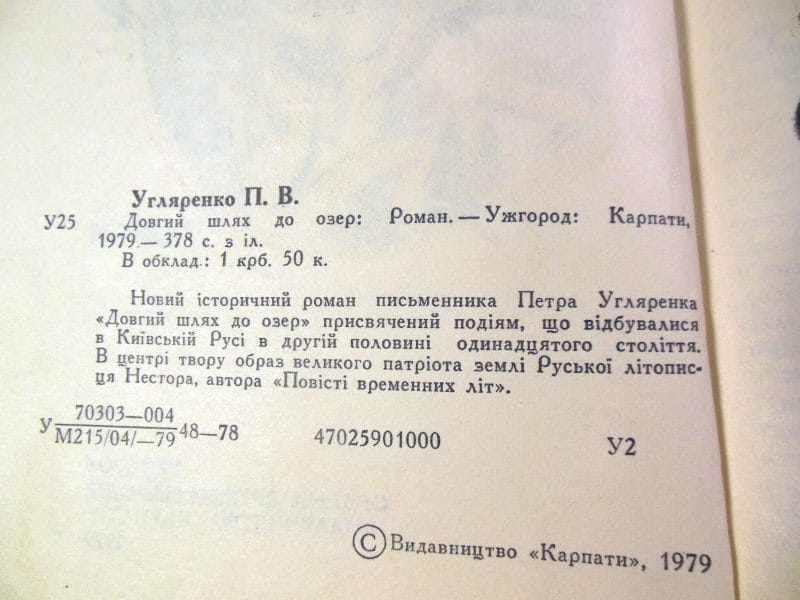 Угляренко П. В.
У25 Довгий шлях до озер: Роман. — Ужгород: Карпати,
1979.— 378 с. з іл.
В обклад.: 1 крб. 50 к.
Новий історичний роман письменника Петра Угляренка
«Довгий шлях до озер» присвячений подіям, що відбувалися
в Київській Русі в другій половині одинадцятого століття.
В центрі твору образ великого патріота землі Руської літопис-
ця Нестора, автора «Повісті временних літ».
70303—004
У М215/04/—79 48—78 47025901000 У2
© Видавництво «Карпати», 1979